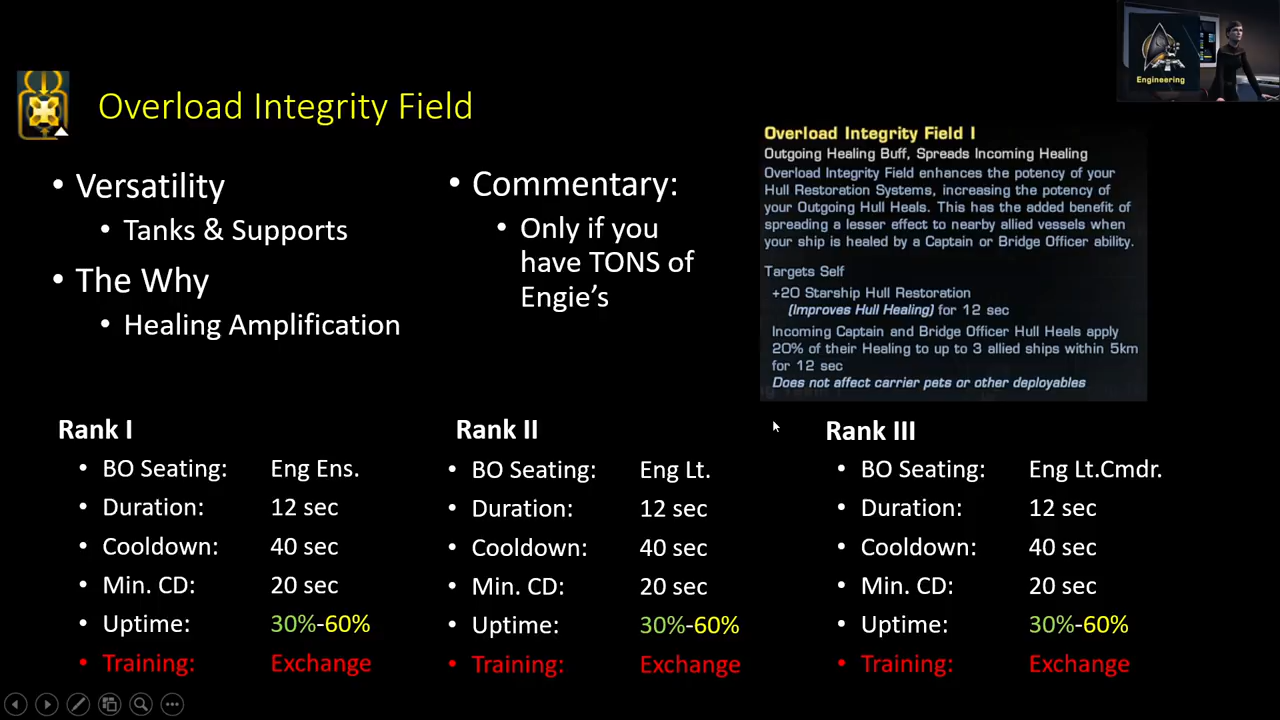 Engineering
Overload Integrity Field
• Versatility
• Tanks & Supports
• The Why
• Healing Amplification
• Commentary:
• Only if you
have TONS of
Engie's
Overload Integrity Field I
Outgoing Healing Buff, Spreads Incoming Healing
Overload Integrity Field enhances the potency of your
Hull Restoration Systems, increasing the potency of
your Outgoing Hull Heals. This has the added benefit of
spreading a lesser effect to nearby allied vessels when
your ship is healed by a Captain or Bridge Officer ability.
Targets Self
+20 Starship Hull Restoration
(Improves Hull Healing) for 12 sec
Incoming Captain and Bridge Officer Hull Heals apply
20% of their Healing to up to 3 allied ships within 5km
for 12 sec
Does not affect carrier pets or other deployables
Rank I
• BO Seating: Eng Ens.
• Duration: 12 sec
• Cooldown: 40 sec
• Min. CD: 20 sec
• Uptime: 30%-60%
• Training: Exchange
Rank II
• BO Seating: Eng Lt.
• Duration: 12 sec
• Cooldown: 40 sec
• Min. CD: 20 sec
• Uptime: 30%-60%
• Training: Exchange
Rank III
• BO Seating: Eng Lt.Cmdr.
• Duration: 12 sec
• Cooldown: 40 sec
• Min. CD: 20 sec
• Uptime: 30%-60%
• Training: Exchange